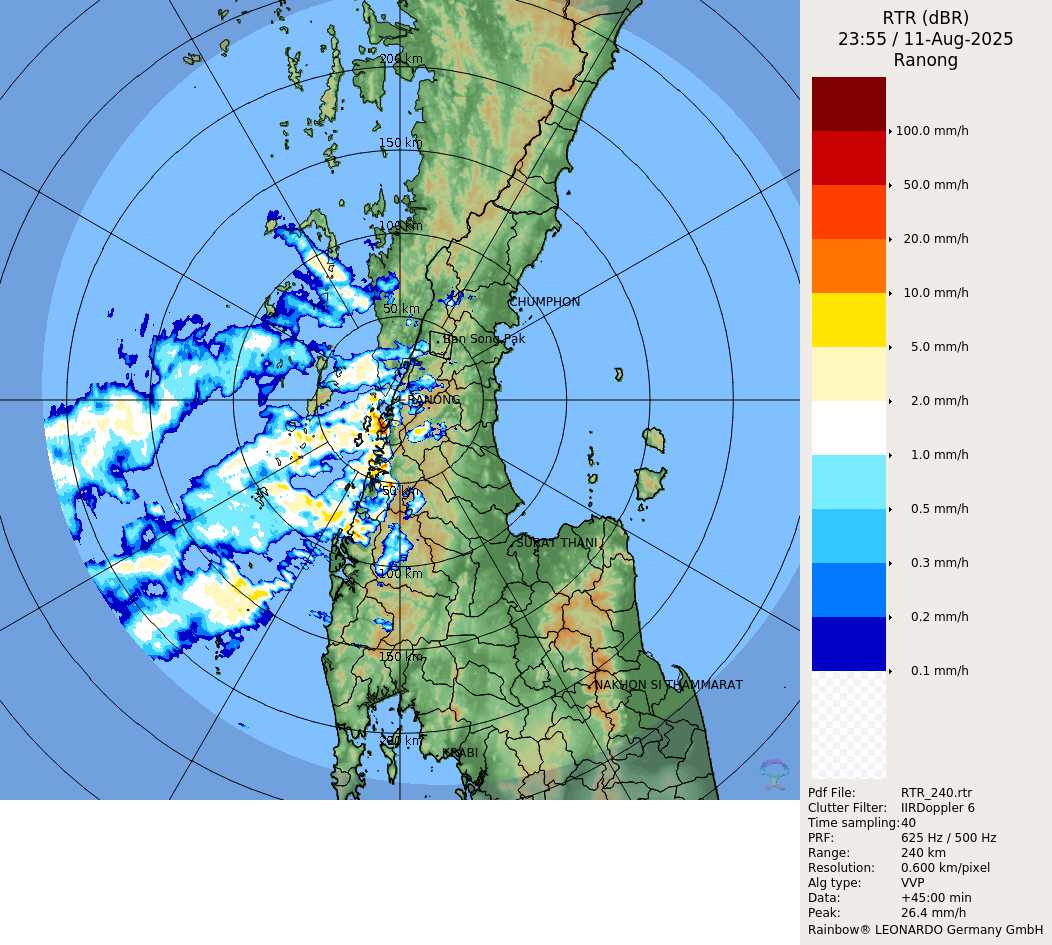 RTR (dBR)
23:55 / 11-Aug-2025
Ranong
100.0 mm/h
50.0 mm/h
20.0 mm/h
10.0 mm/h
5.0 mm/h
2.0 mm/h
1.0 mm/h
0.5 mm/h
0.3 mm/h
0.2 mm/h
0.1 mm/h
200 km
150 km
100 km
50 km
CHUMPHON
Ban Song Pak
RANONG
50 km
SURAT THANI
100 km
150 km
NAKHON SI THAMMARAT
200 km
KRABI
Pdf File: RTR_240.rtr
Clutter Filter: IIRDoppler 6
Time sampling:40
PRF: 625 Hz / 500 Hz
Range: 240 km
Resolution: 0.600 km/pixel
Alg type: VVP
Data: +45:00 min
Peak: 26.4 mm/h
Rainbow® LEONARDO Germany GmbH